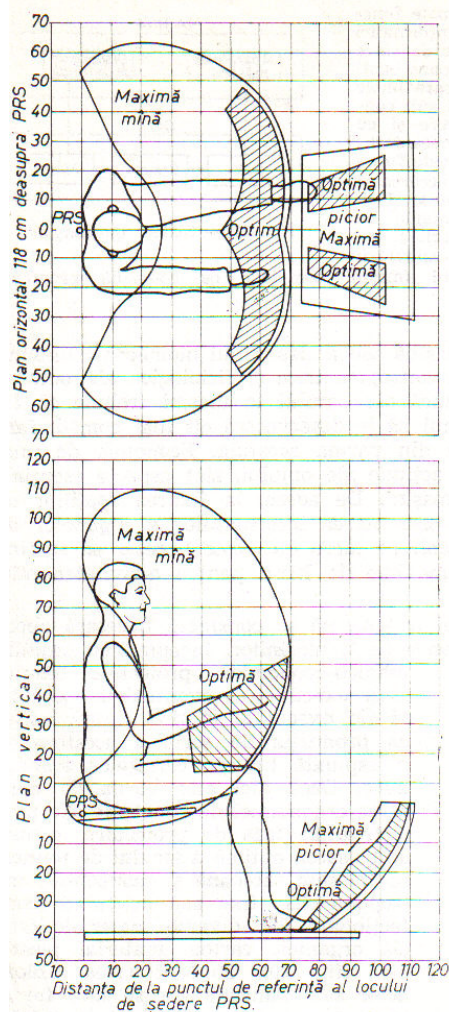 Plan orizontal 118 cm deasupra PRS
70
60
50
40
30
20
10
0
10
20
30
40
50
60
70
Maximă
mînă
PRS
Optim
Optimă
picior
Maximă
Optimă
Plan vertical
120
110
100
90
80
70
60
50
40
30
20
10
0
10
20
30
40
50
Maximă
mînă
Optimă
PRS
Maximă
picior
Optimă
10 0 10 20 30 40 50 60 70 80 90 100 110 120
Distanța de la punctul de referință al locului
de ședere PRS.